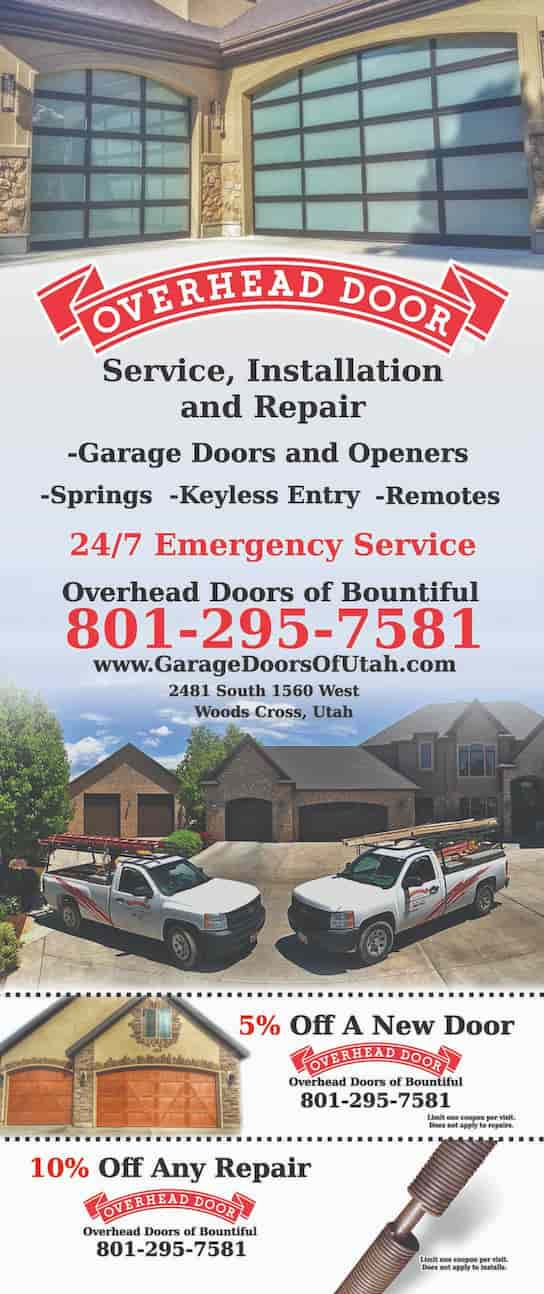 OVERHEAD DOOR
Service, Installation
and Repair
-Garage Doors and Openers
-Springs -Keyless Entry -Remotes
24/7 Emergency Service
Overhead Doors of Bountiful
801-295-7581
www.GarageDoorsOfUtah.com
2481 South 1560 West
Woods Cross, Utah
5% Off A New Door
OVERHEAD DOOR
Overhead Doors of Bountiful
801-295-7581
Limit one coupon per visit.
Does not apply to repairs.
10% Off Any Repair
OVERHEAD DOOR
Overhead Doors of Bountiful
801-295-7581
Limit one coupon per visit.
Does not apply to installs.